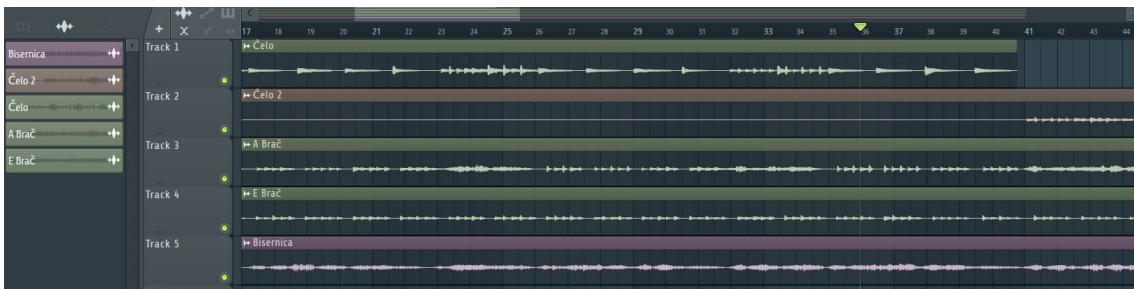 17 18 19 20 21 22 23 24 25 26 27 28 29 30 31 32 33 34 35 36 37 38 39 40 41 42 43 44
Bisernica
Čelo 2
Čelo
A Brač
E Brač
Track 1
Čelo
Track 2
Čelo 2
Track 3
A Brač
Track 4
E Brač
Track 5
Bisernica